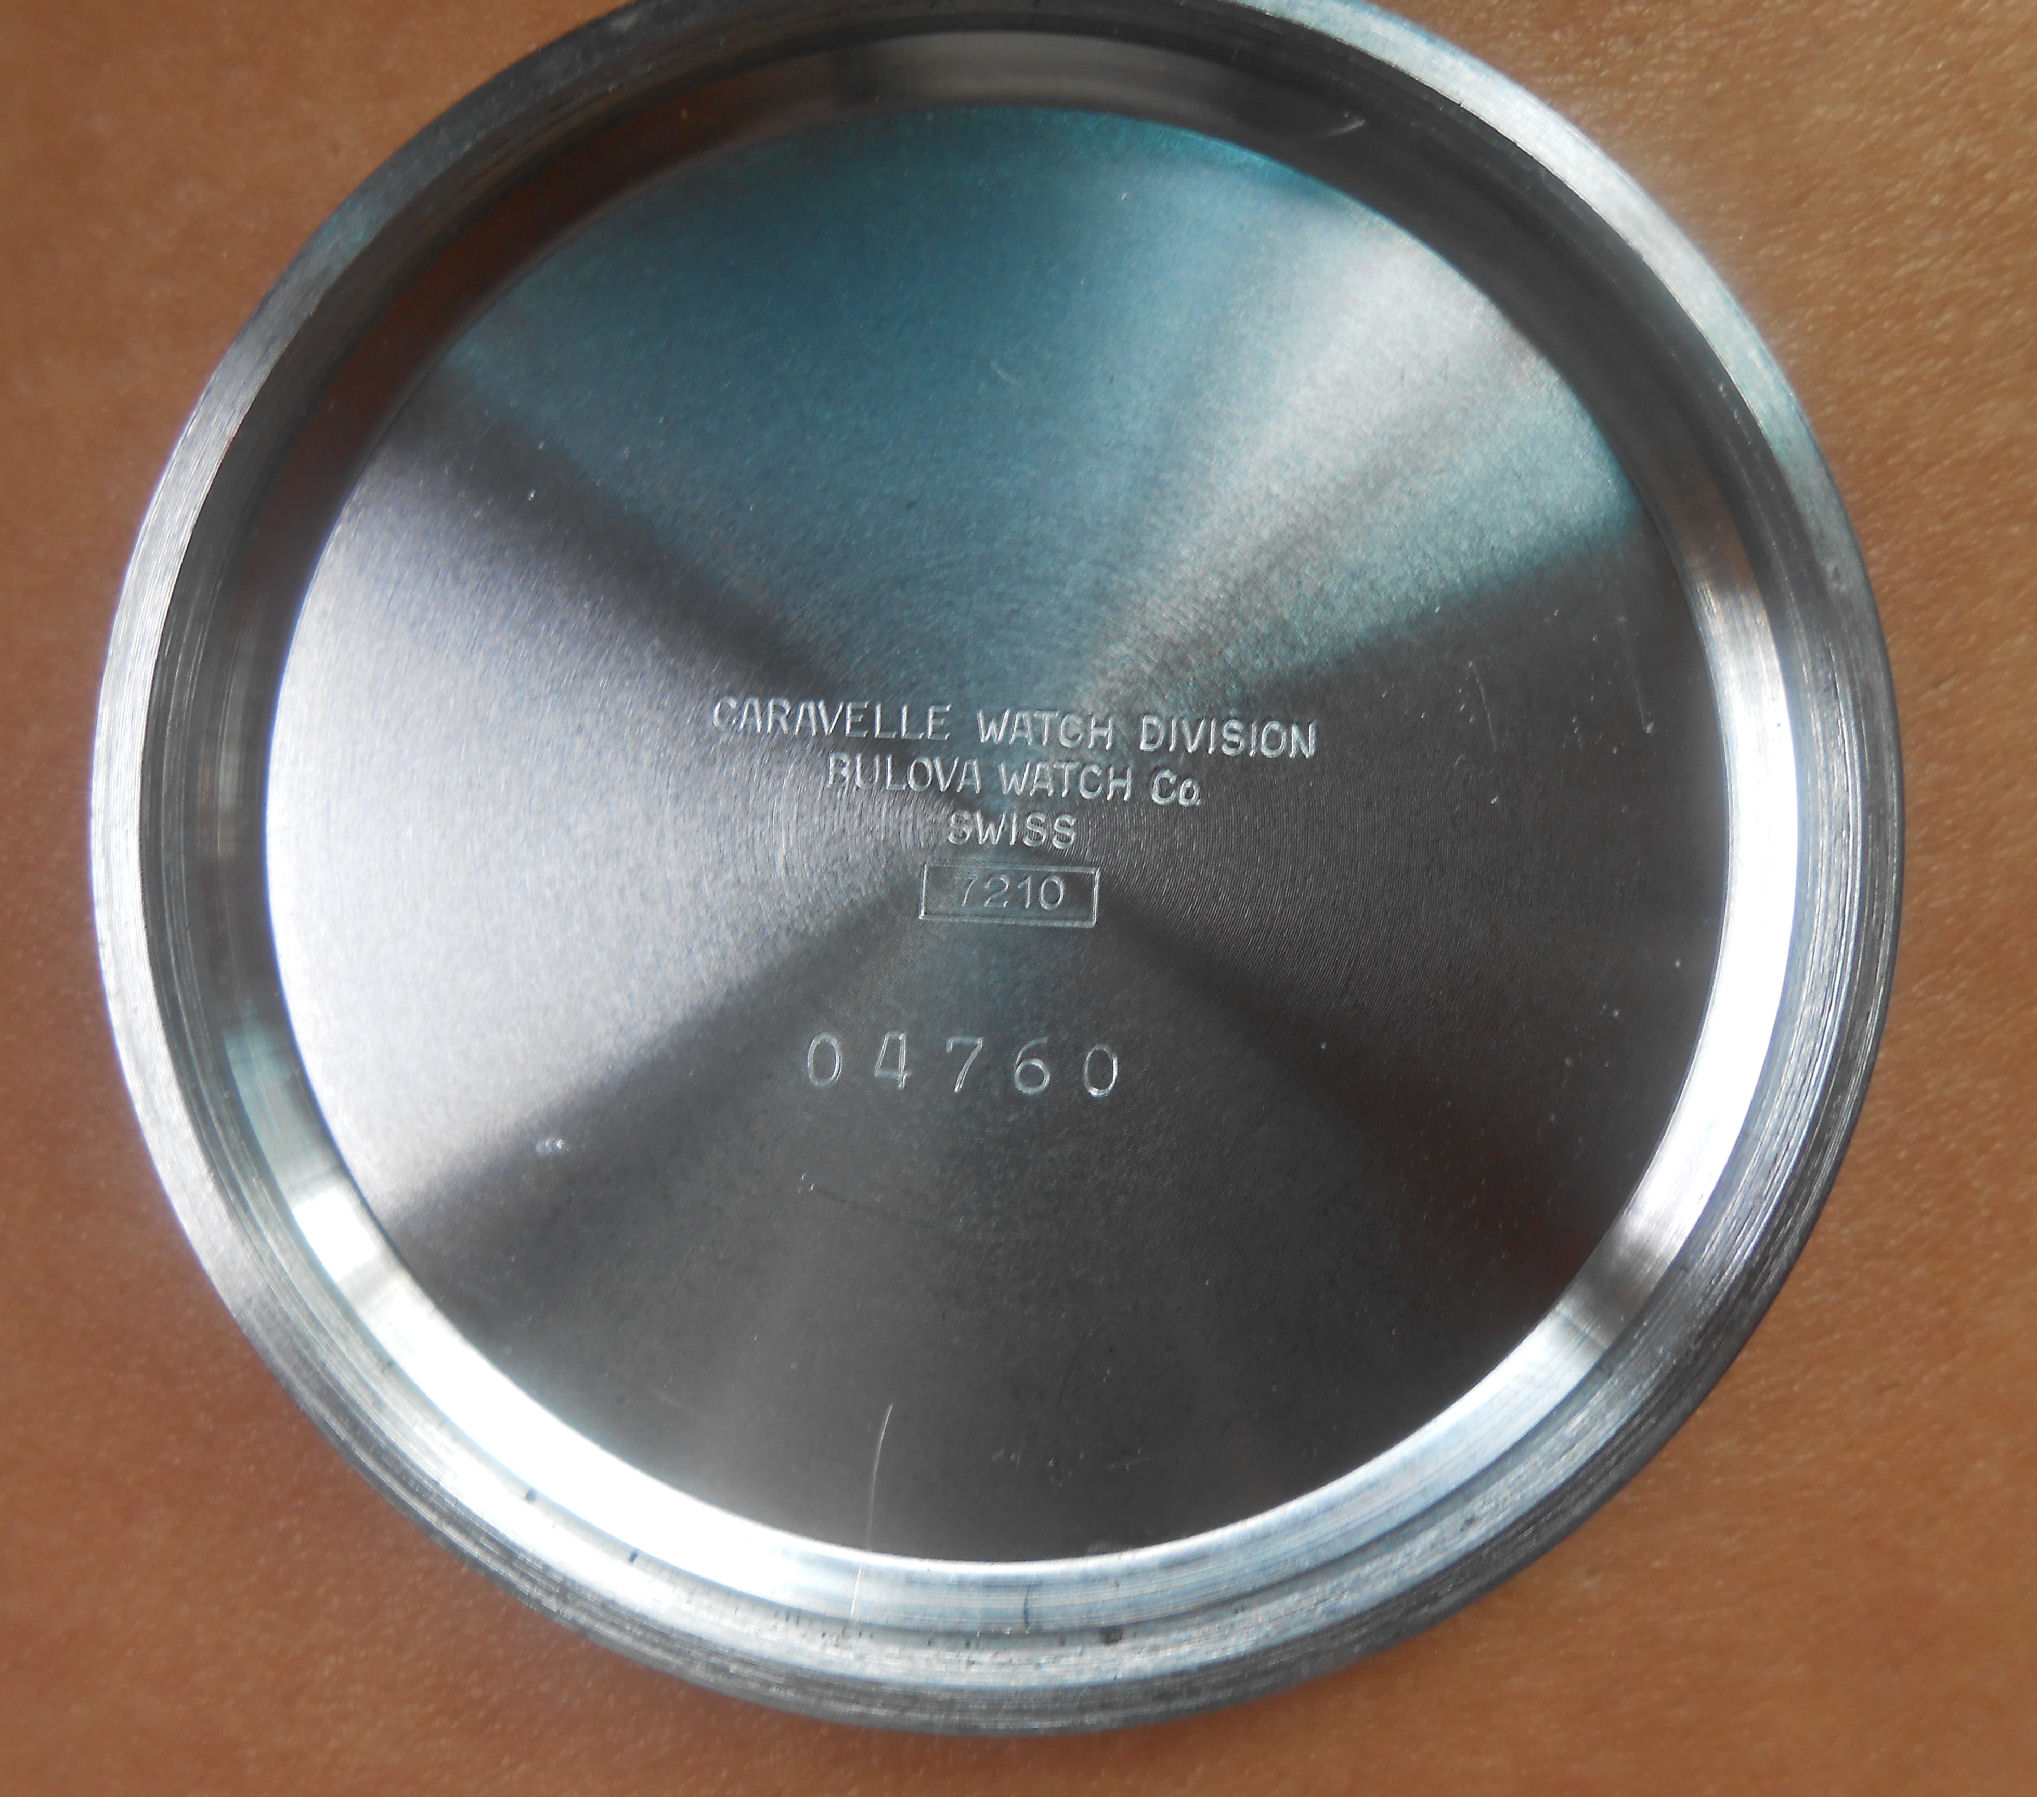 CARAVELLE WATCH DIVISION
BULOVA WATCH Co
SWISS
7210
04760